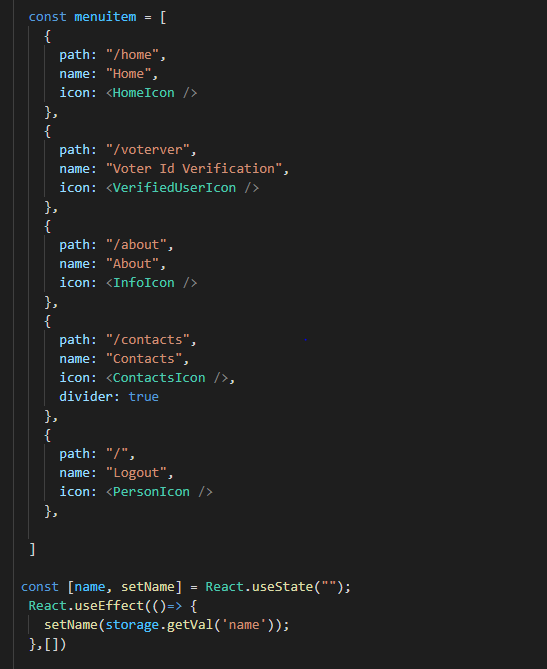 const menuitem = [
{
path: "/home",
name: "Home",
icon: <HomeIcon />
},
{
path: "/voterver",
name: "Voter Id Verification",
icon: <VerifiedUserIcon />
},
{
path: "/about",
name: "About",
icon: <InfoIcon />
},
{
path: "/contacts",
name: "Contacts",
icon: <ContactsIcon />,
divider: true
},
{
path: "/",
name: "Logout",
icon: <PersonIcon />
},
]
const [name, setName] = React.useState("");
React.useEffect(()=> {
setName(storage.getVal('name'));
},[])